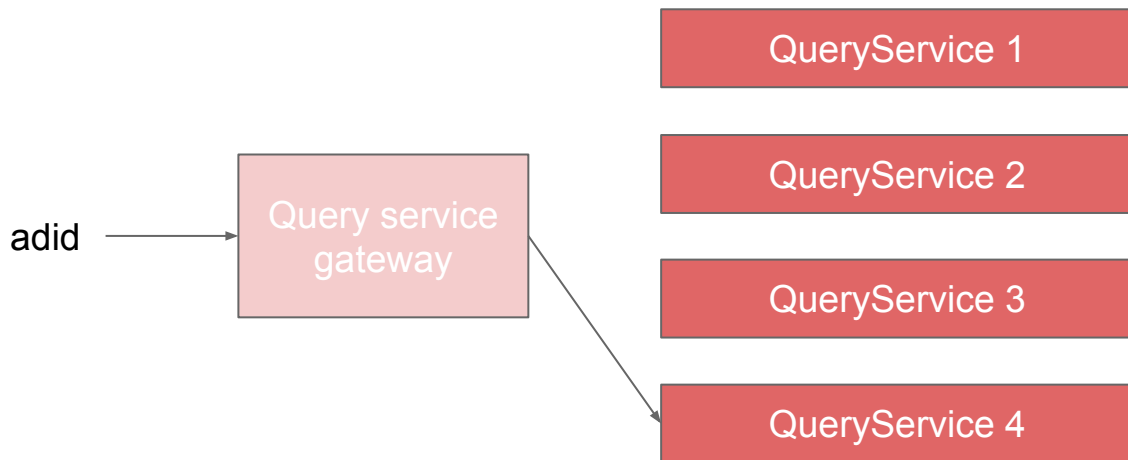 QueryService 1
QueryService 2
adid
Query service
gateway
QueryService 3
QueryService 4